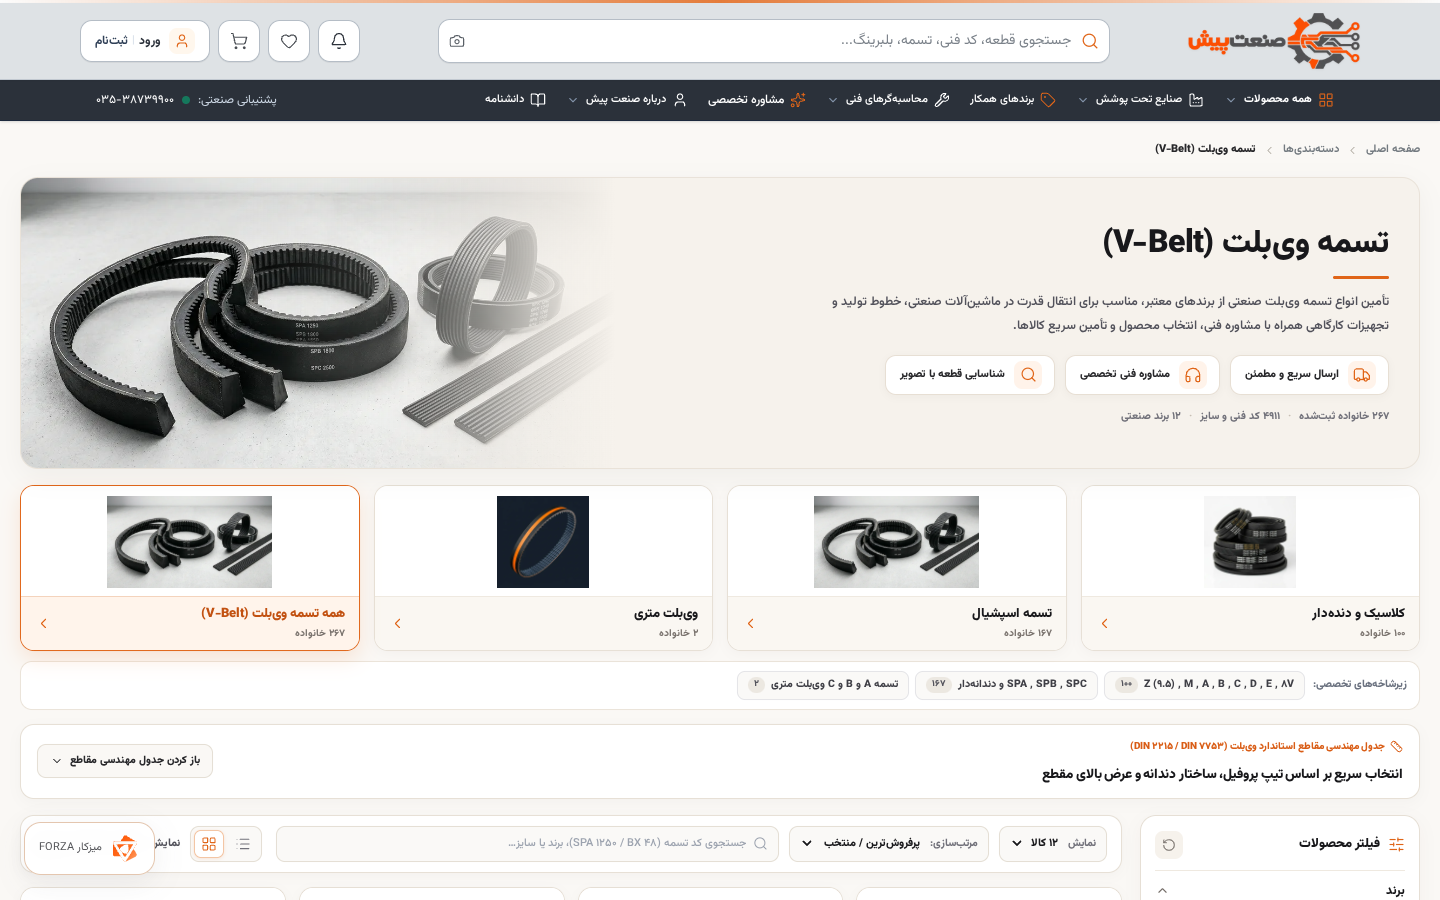 صنعت‌پیش
جستجوی قطعه، کد فنی، تسمه، بلبرینگ...
ورود | ثبت‌نام
همه محصولات
صنایع تحت پوشش
برندهای همکار
محاسبه‌گرهای فنی
مشاوره تخصصی
درباره صنعت پیش
دانشنامه
پشتیبانی صنعتی: ۰۳۵-۳۸۷۳۹۹۰۰
صفحه اصلی
دسته‌بندی‌ها
تسمه وی‌بلت (V-Belt)
تسمه وی‌بلت (V-Belt)
تأمین انواع تسمه وی‌بلت صنعتی از برندهای معتبر، مناسب برای انتقال قدرت در ماشین‌آلات صنعتی، خطوط تولید و
تجهیزات کارگاهی همراه با مشاوره فنی، انتخاب محصول و تأمین سریع کالاها.
ارسال سریع و مطمئن
مشاوره فنی تخصصی
شناسایی قطعه با تصویر
۲۶۷ خانواده ثبت‌شده · ۴۹۱۱ کد فنی و سایز · ۱۲ برند صنعتی
SPA 1250
SPB 1800
SPC 2500
کلاسیک و دنده‌دار
۱۰۰ خانواده
تسمه اسپشیال
۱۶۷ خانواده
وی‌بلت متری
۲ خانواده
همه تسمه وی‌بلت (V-Belt)
۲۶۷ خانواده
زیرشاخه‌های تخصصی:
Z (۹.۵) , M , A , B , C , D , E , ۸V ۱۰۰
SPA , SPB , SPC و دندانه‌دار ۱۶۷
تسمه A و B و C وی‌بلت متری ۲
جدول مهندسی مقاطع استاندارد وی‌بلت (DIN ۲۲۱۵ / DIN ۷۷۵۳)
انتخاب سریع بر اساس تیپ پروفیل، ساختار دندانه و عرض بالای مقطع
باز کردن جدول مهندسی مقاطع
فیلتر محصولات
برند
نمایش ۱۲ کالا
مرتب‌سازی: پرفروش‌ترین / منتخب
جستجوی کد تسمه (SPA ۱۲۵۰ / BX ۴۸)، برند یا سایز...
نمایش
میزکار FORZA